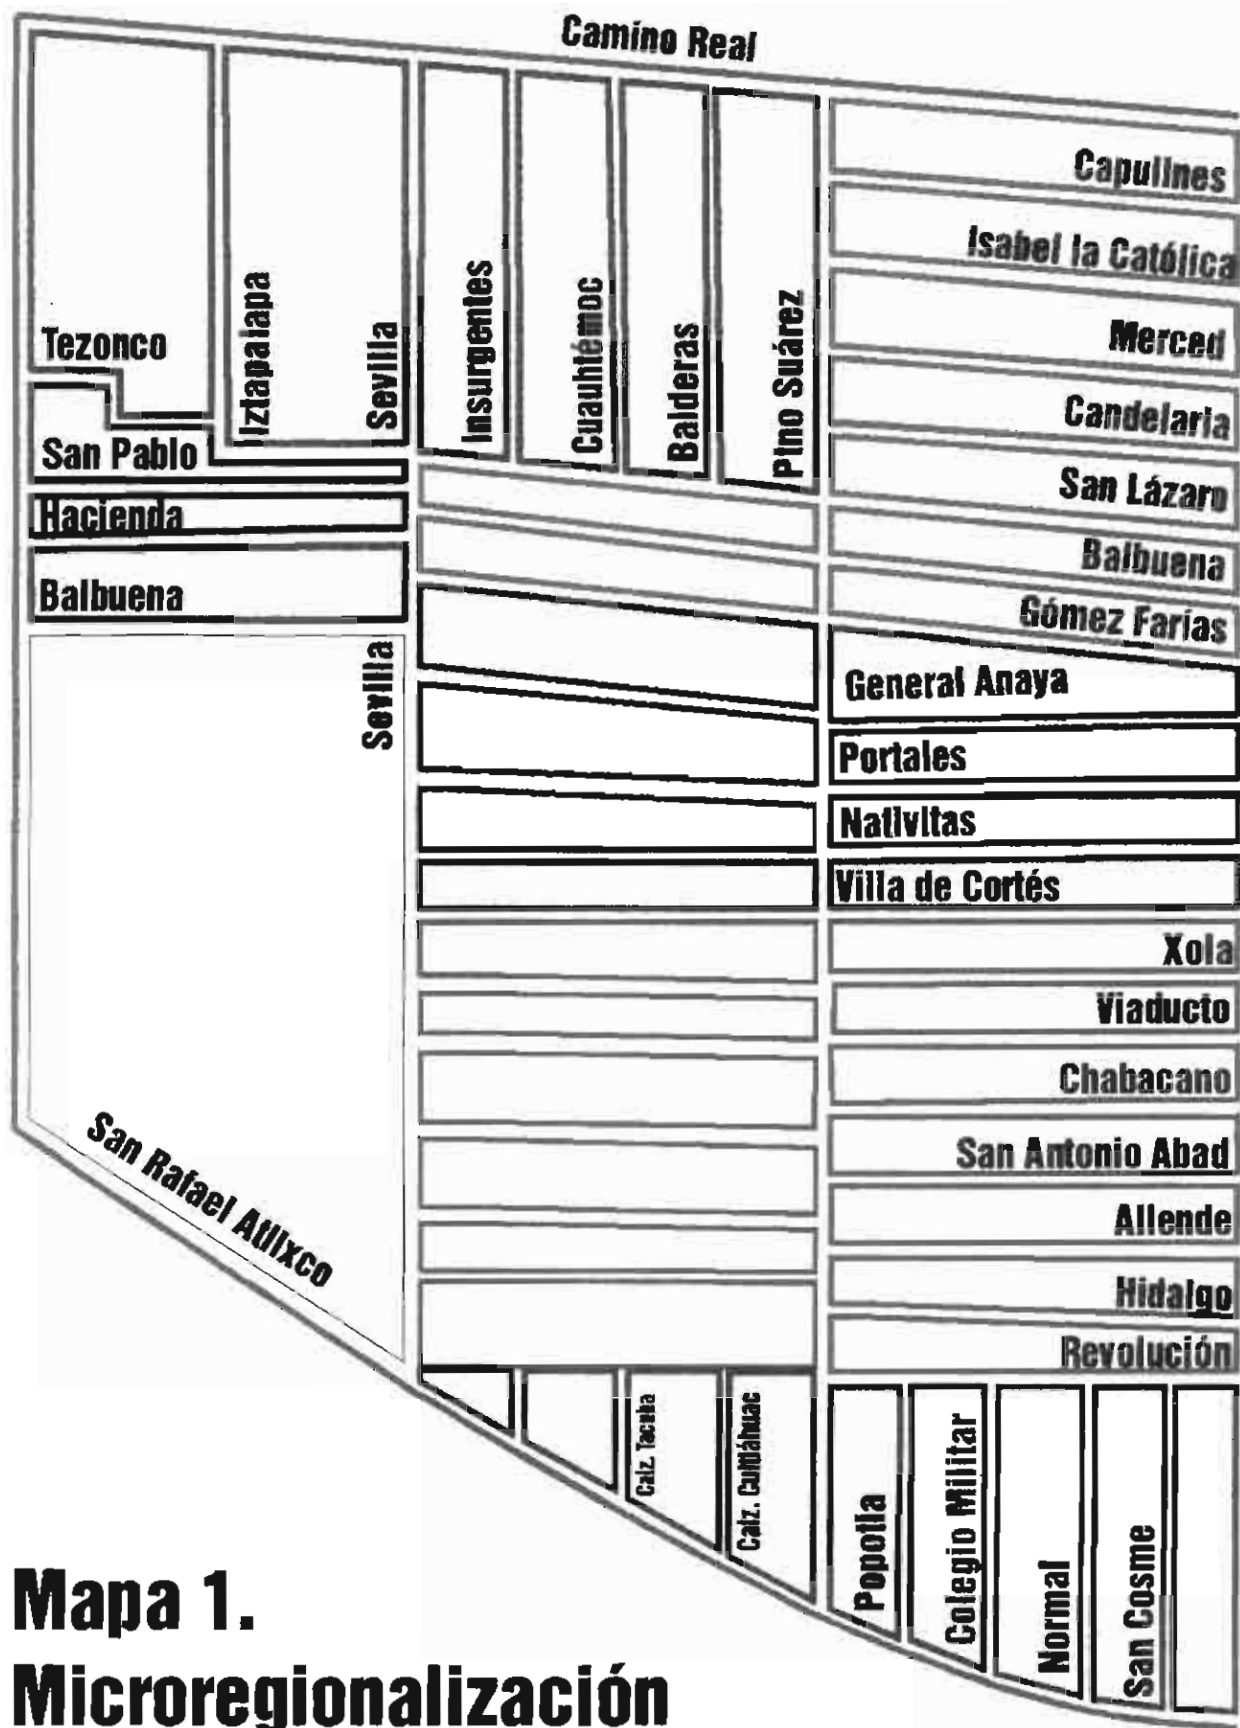 Camino Real
Capulines
Isabel la Católica
Merced
Candelaria
San Lázaro
Balbuena
Gómez Farías
Tezonco
Iztapalapa
Sevilla
Insurgentes
Cuauhtémoc
Balderas
Pino Suárez
San Pablo
Hacienda
Balbuena
Sevilla
General Anaya
Portales
Nativitas
Villa de Cortés
Xola
Viaducto
Chabacano
San Antonio Abad
Allende
Hidalgo
Revolución
San Rafael Atlixco
Calz. Tacuba
Calz. Cuitláhuac
Popotla
Colegio Militar
Normal
San Cosme
Mapa 1.
Microregionalización